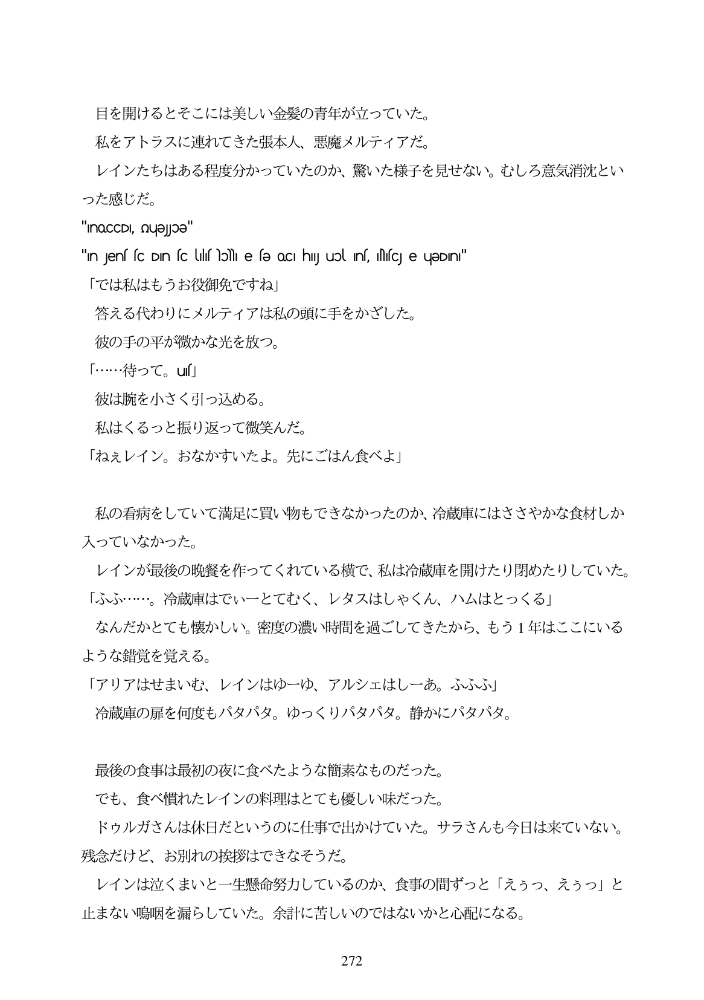 目を開けるとそこには美しい金髪の青年が立っていた。
私をアトラスに連れてきた張本人、悪魔メルティアだ。
レインたちはある程度分かっていたのか、驚いた様子を見せない。むしろ意気消沈とい
った感じだ。
「では私はもうお役御免ですね」
答える代わりにメルティアは私の頭に手をかざした。
彼の手の平が微かな光を放つ。
「……待って。
彼は腕を小さく引っ込める。
私はくるっと振り返って微笑んだ。
「ねぇレイン。おなかすいたよ。先にごはん食べよ」
私の看病をしていて満足に買い物もできなかったのか、冷蔵庫にはささやかな食材しか
入っていなかった。
レインが最後の晩餐を作ってくれている横で、私は冷蔵庫を開けたり閉めたりしていた。
「ふふ……。冷蔵庫はでぃーとてむく、レタスはしゃくん、ハムはとっくる」
なんだかとても懐かしい。密度の濃い時間を過ごしてきたから、もう 1 年はここにいる
ような錯覚を覚える。
「アリアはせまいむ、レインはゆーゆ、アルシェはしーあ。ふふふ」
冷蔵庫の扉を何度もパタパタ。ゆっくりパタパタ。静かにパタパタ。
最後の食事は最初の夜に食べたような簡素なものだった。
でも、食べ慣れたレインの料理はとても優しい味だった。
ドゥルガさんは休日だというのに仕事で出かけていた。サラさんも今日は来ていない。
残念だけど、お別れの挨拶はできなそうだ。
レインは泣くまいと一生懸命努力しているのか、食事の間ずっと「えぅっ、えぅっ」と
止まない嗚咽を漏らしていた。余計に苦しいのではないかと心配になる。
272